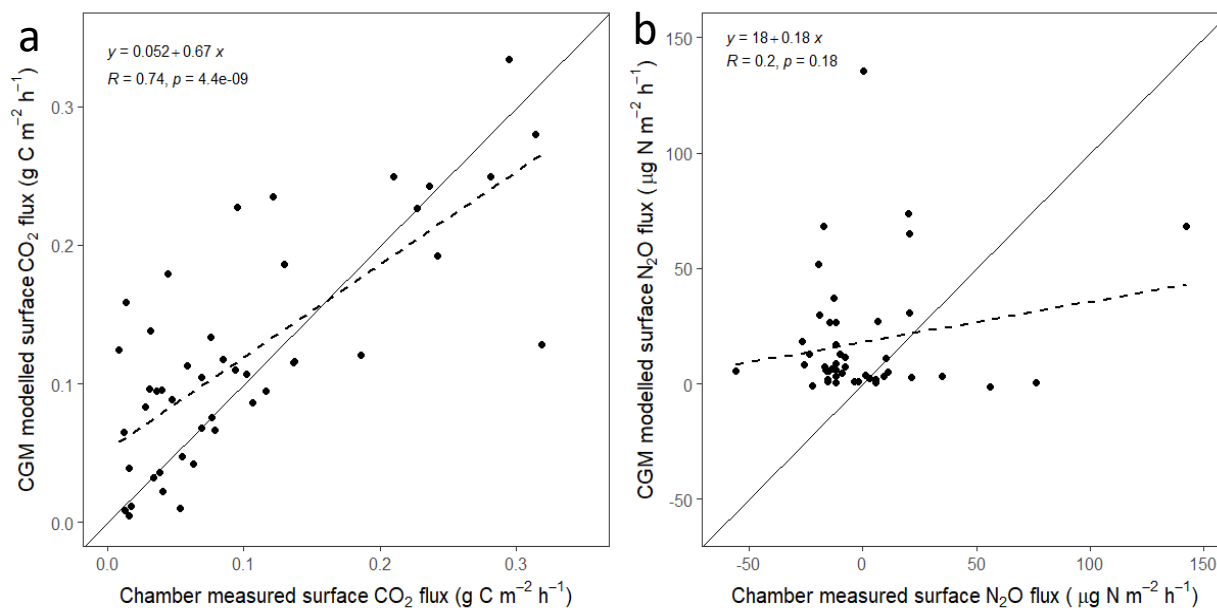 a
y = 0.052+0.67 x
R = 0.74, p = 4.4e-09
CGM modelled surface CO₂ flux (g C m⁻² h⁻¹)
0.3
0.2
0.1
0.0
0.0 0.1 0.2 0.3
Chamber measured surface CO₂ flux (g C m⁻² h⁻¹)
b
y = 18+0.18 x
R = 0.2, p = 0.18
CGM modelled surface N₂O flux ( µg N m⁻² h⁻¹)
150
100
50
0
-50
-50 0 50 100 150
Chamber measured surface N₂O flux ( µg N m⁻² h⁻¹)